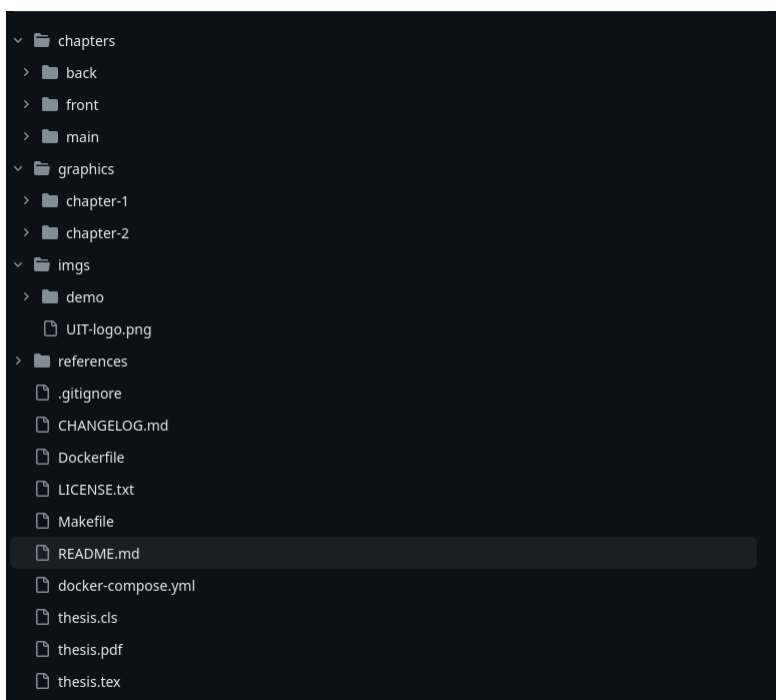 chapters
back
front
main
graphics
chapter-1
chapter-2
imgs
demo
UIT-logo.png
references
.gitignore
CHANGELOG.md
Dockerfile
LICENSE.txt
Makefile
README.md
docker-compose.yml
thesis.cls
thesis.pdf
thesis.tex